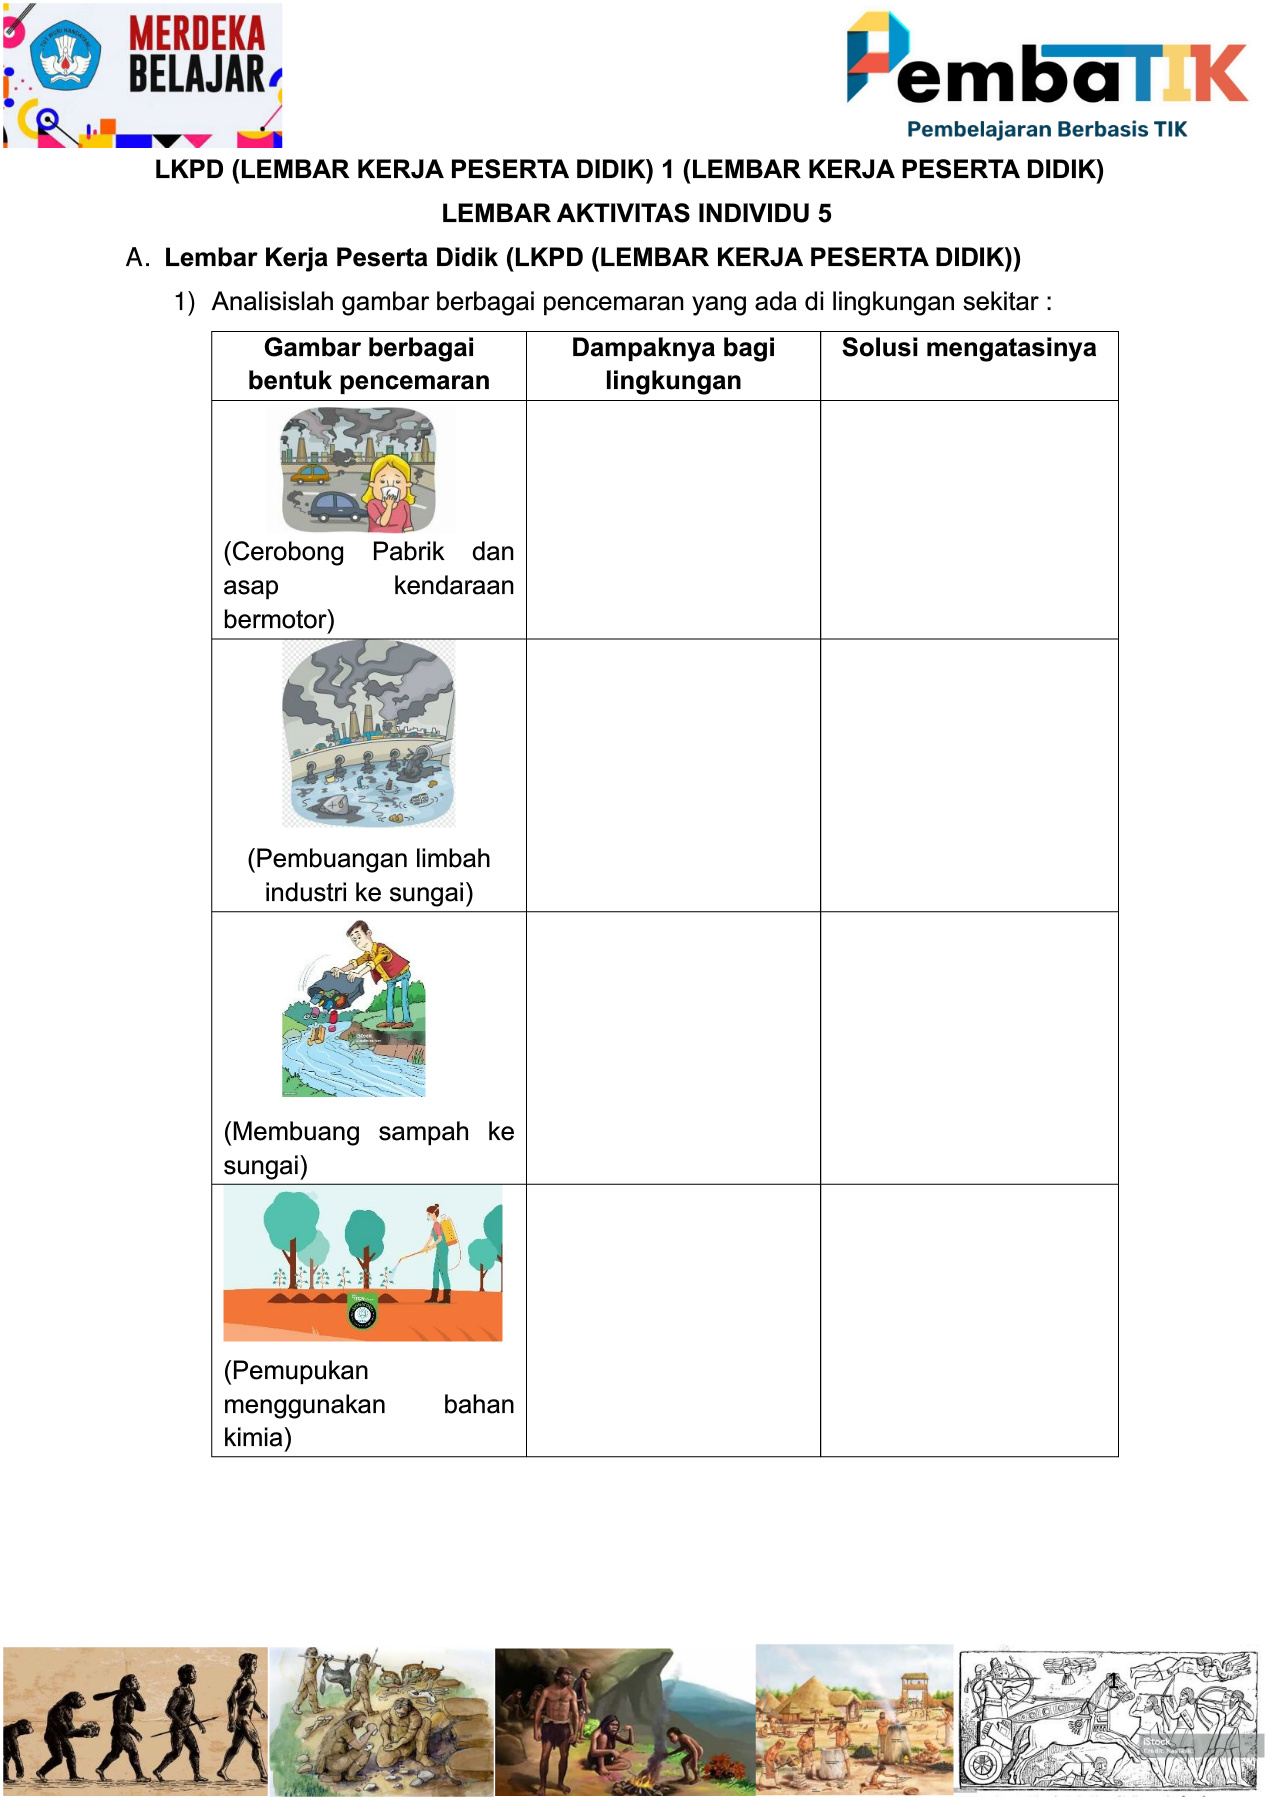 MERDEKA
BELAJAR
PembaTIK
Pembelajaran Berbasis TIK
LKPD (LEMBAR KERJA PESERTA DIDIK) 1 (LEMBAR KERJA PESERTA DIDIK)
LEMBAR AKTIVITAS INDIVIDU 5
A. Lembar Kerja Peserta Didik (LKPD (LEMBAR KERJA PESERTA DIDIK))
1) Analisislah gambar berbagai pencemaran yang ada di lingkungan sekitar :
Gambar berbagai
bentuk pencemaran
Dampaknya bagi
lingkungan
Solusi mengatasinya
(Cerobong Pabrik dan
asap kendaraan
bermotor)
(Pembuangan limbah
industri ke sungai)
iStock
(Membuang sampah ke
sungai)
(Pemupukan
menggunakan bahan
kimia)
1
iStock